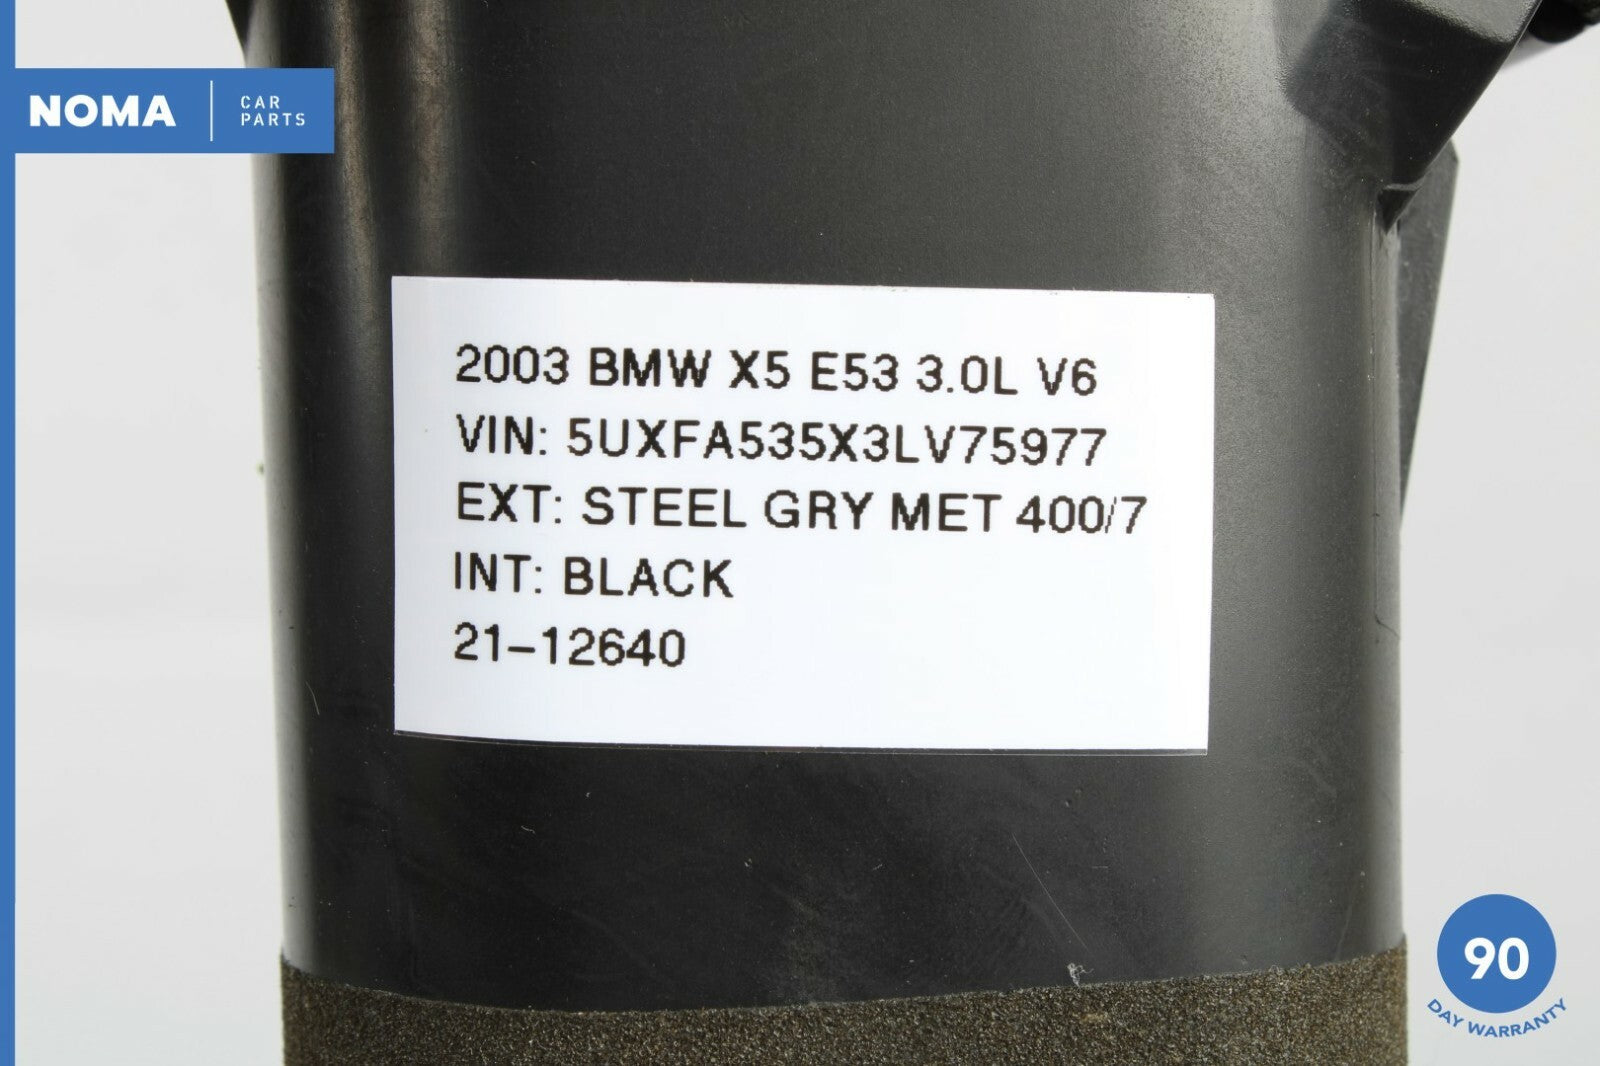 NOMA
CAR
PARTS
2003 BMW X5 E53 3.0L V6
VIN: 5UXFA535X3LV75977
EXT: STEEL GRY MET 400/7
INT: BLACK
21-12640
90
DAY WARRANTY